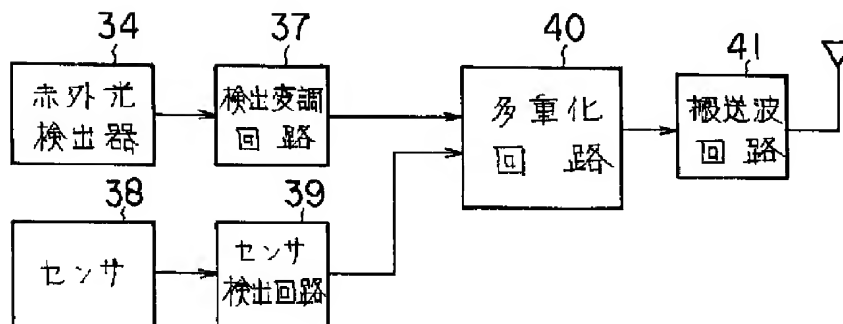 34
赤外光
検出器
37
検出変調
回路
40
多重化
回路
41
搬送波
回路
38
センサ
39
センサ
検出回路